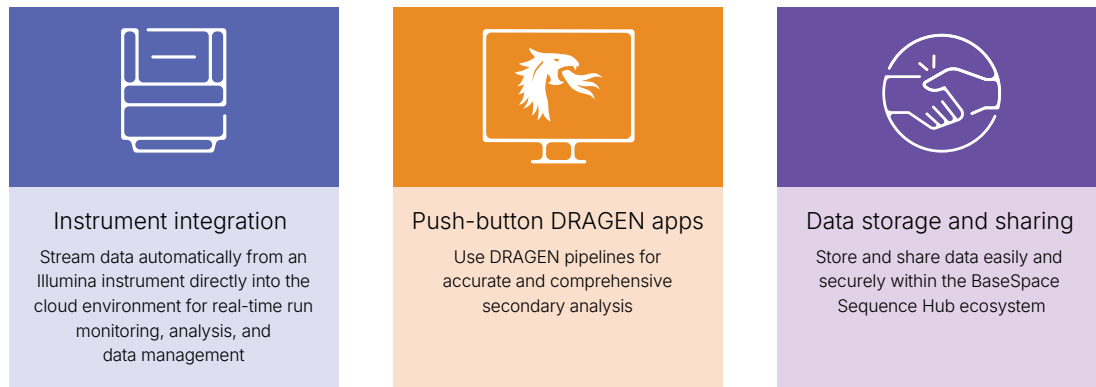 Instrument integration
Stream data automatically from an
Illumina instrument directly into the
cloud environment for real-time run
monitoring, analysis, and
data management
Push-button DRAGEN apps
Use DRAGEN pipelines for
accurate and comprehensive
secondary analysis
Data storage and sharing
Store and share data easily and
securely within the BaseSpace
Sequence Hub ecosystem